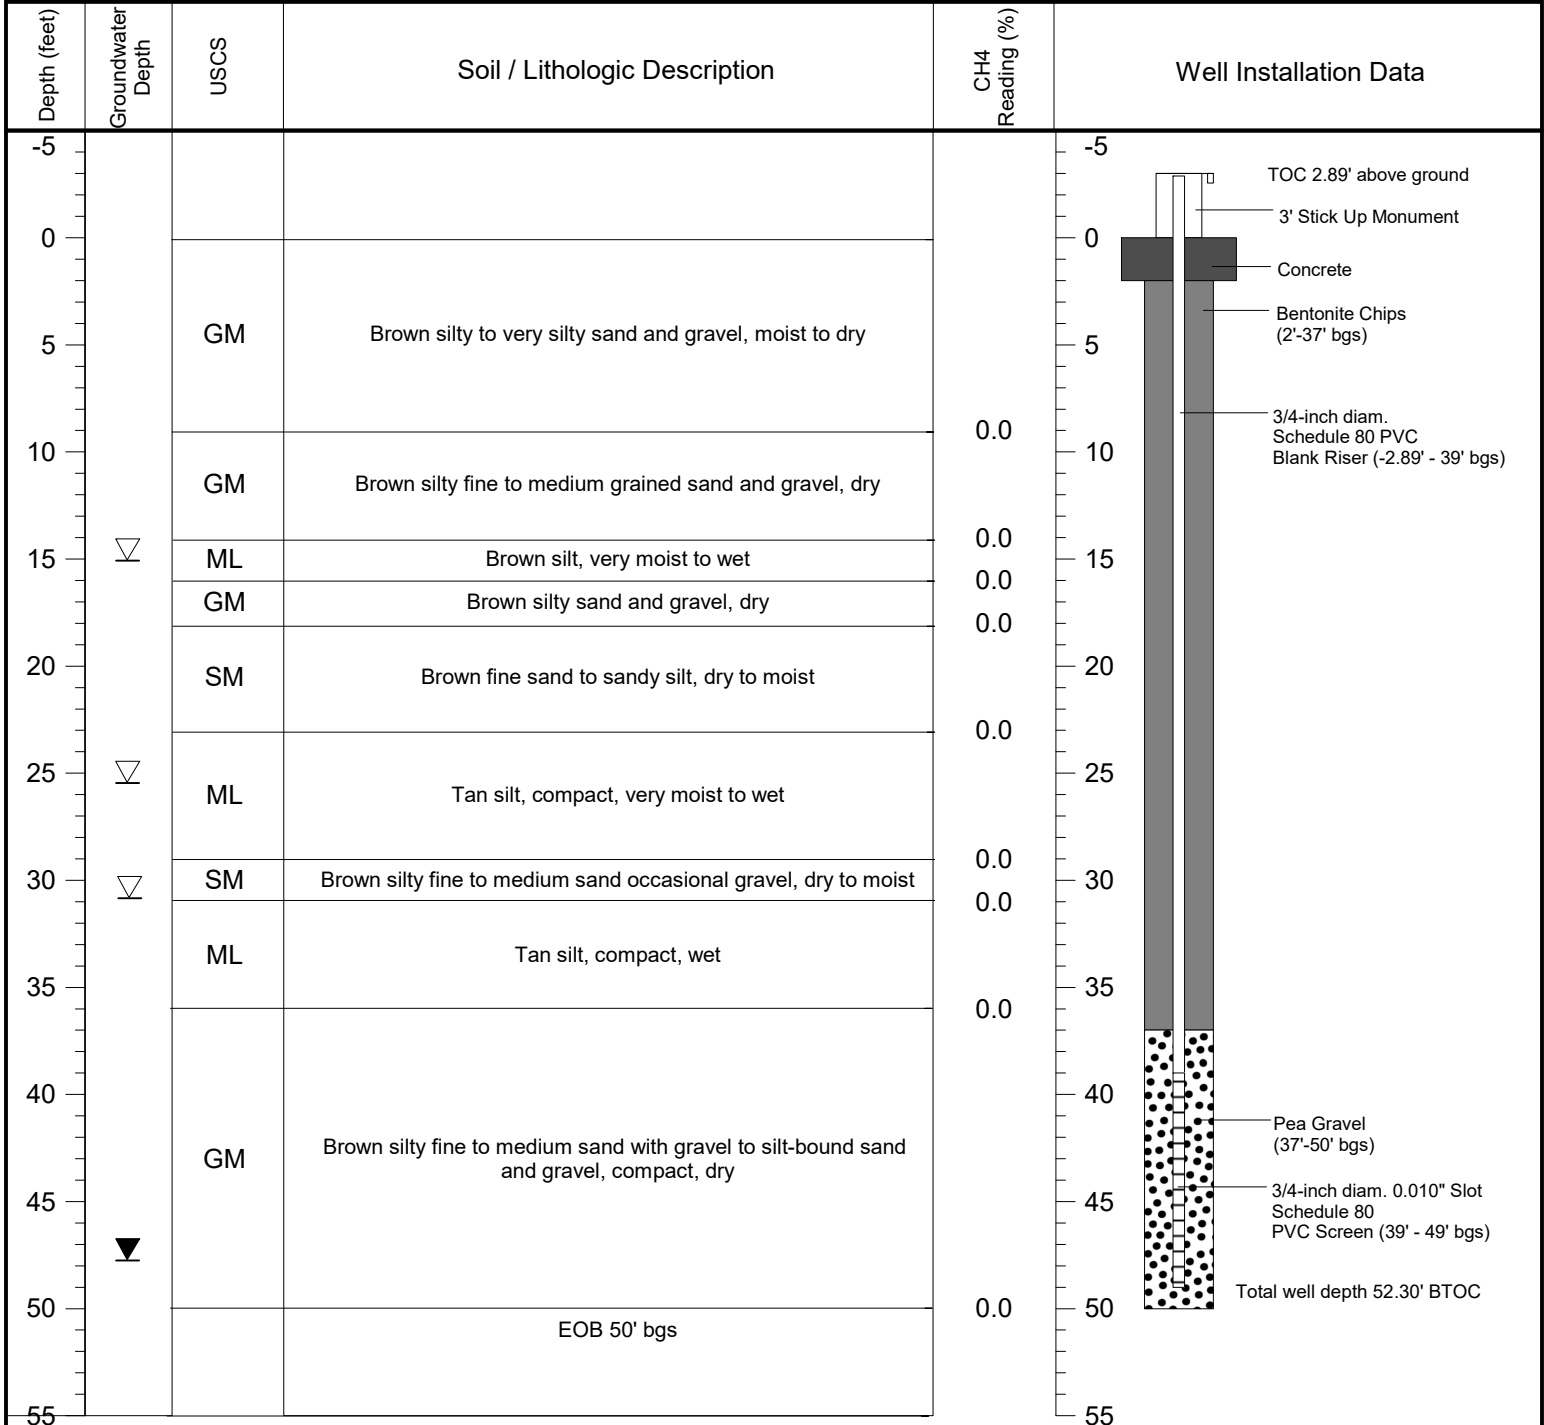 Depth (feet)
Groundwater
Depth
USCS
Soil / Lithologic Description
CH4
Reading (%)
Well Installation Data
-5
-5
TOC 2.89' above ground
3' Stick Up Monument
0
0
Concrete
Bentonite Chips
(2'-37' bgs)
GM
Brown silty to very silty sand and gravel, moist to dry
5
5
3/4-inch diam.
Schedule 80 PVC
Blank Riser (-2.89' - 39' bgs)
0.0
10
10
GM
Brown silty fine to medium grained sand and gravel, dry
0.0
15
ML
Brown silt, very moist to wet
15
0.0
GM
Brown silty sand and gravel, dry
0.0
20
20
SM
Brown fine sand to sandy silt, dry to moist
0.0
25
25
ML
Tan silt, compact, very moist to wet
0.0
30
SM
Brown silty fine to medium sand occasional gravel, dry to moist
30
0.0
ML
Tan silt, compact, wet
35
35
0.0
40
40
Pea Gravel
(37'-50' bgs)
GM
Brown silty fine to medium sand with gravel to silt-bound sand
and gravel, compact, dry
45
45
3/4-inch diam. 0.010" Slot
Schedule 80
PVC Screen (39' - 49' bgs)
Total well depth 52.30' BTOC
50
0.0
50
EOB 50' bgs
55
55